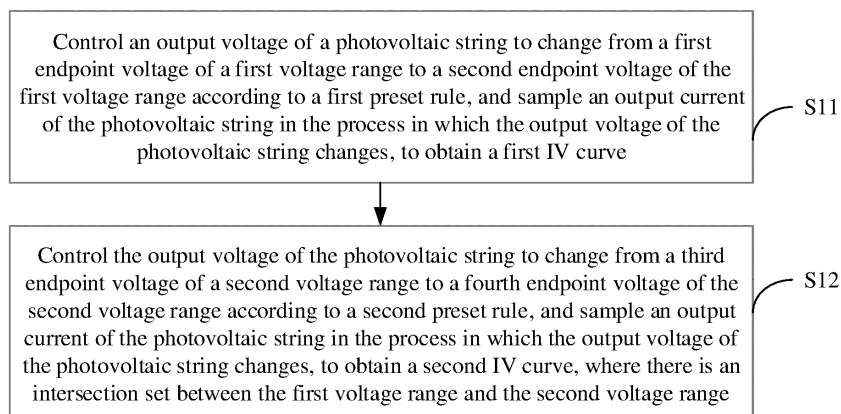 Control an output voltage of a photovoltaic string to change from a first
endpoint voltage of a first voltage range to a second endpoint voltage of the
first voltage range according to a first preset rule, and sample an output current
of the photovoltaic string in the process in which the output voltage of the
photovoltaic string changes, to obtain a first IV curve
S11
Control the output voltage of the photovoltaic string to change from a third
endpoint voltage of a second voltage range to a fourth endpoint voltage of the
second voltage range according to a second preset rule, and sample an output
current of the photovoltaic string in the process in which the output voltage of
the photovoltaic string changes, to obtain a second IV curve, where there is an
intersection set between the first voltage range and the second voltage range
S12